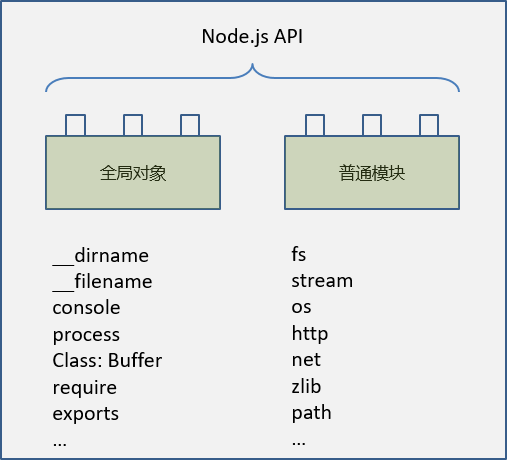 Node.js API
全局对象
普通模块
__dirname
__filename
console
process
Class: Buffer
require
exports
...
fs
stream
os
http
net
zlib
path
...